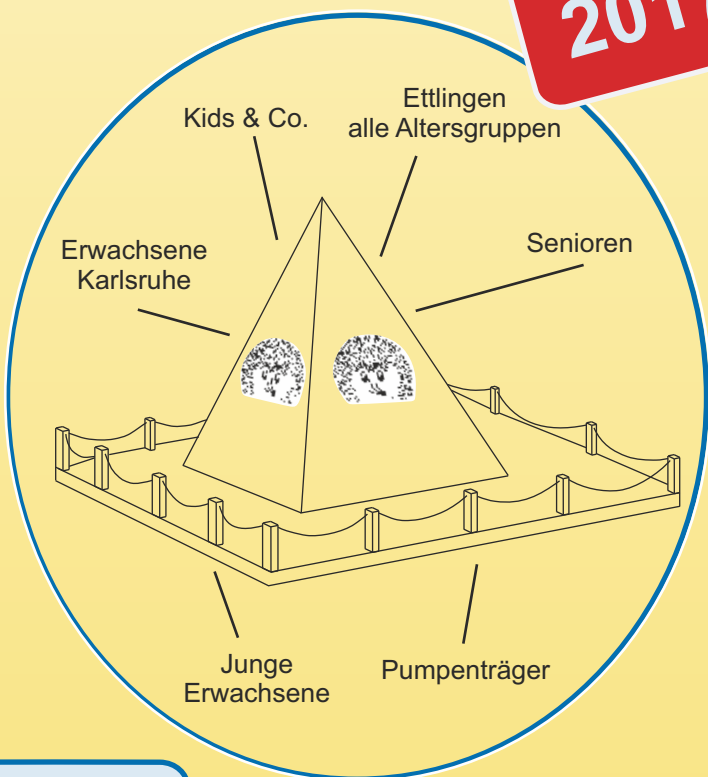 Kids & Co.
Ettlingen
alle Altersgruppen
Erwachsene
Karlsruhe
Senioren
Junge
Erwachsene
Pumpenträger